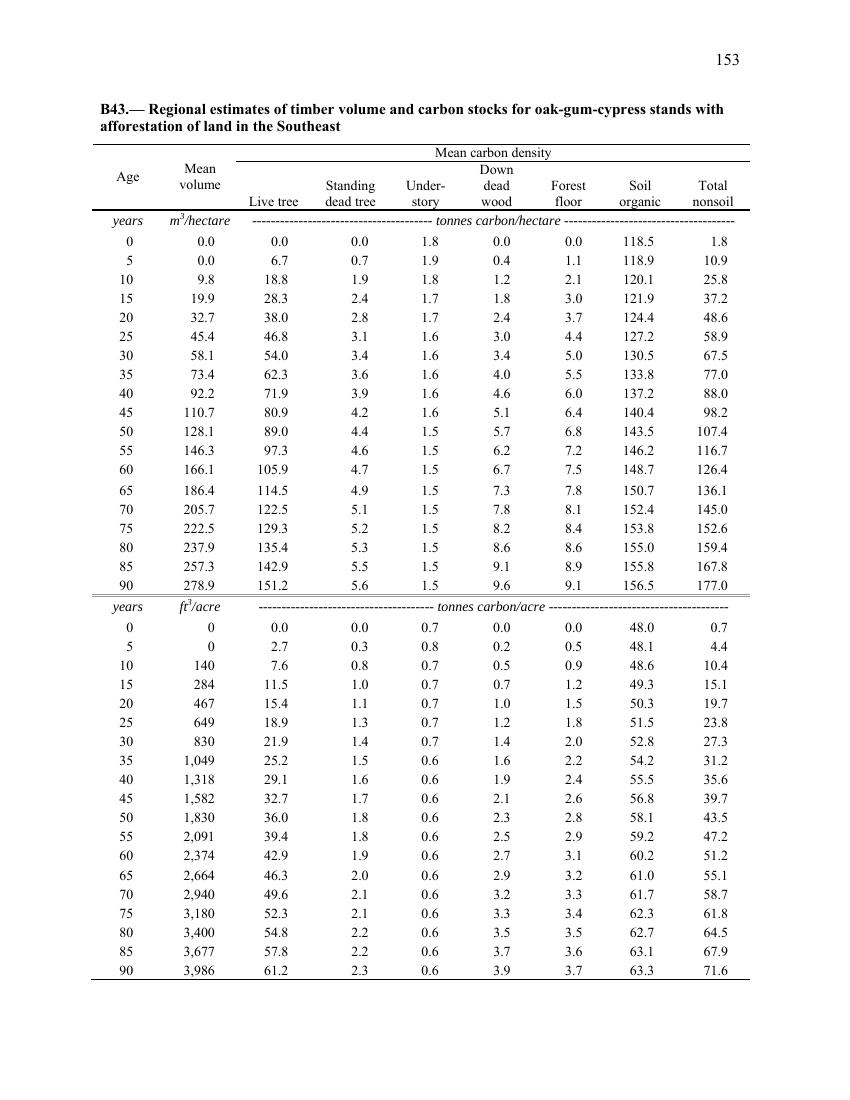 153
B43.— Regional estimates of timber volume and carbon stocks for oak-gum-cypress stands with
afforestation of land in the Southeast
Mean carbon density
Age Mean volume Live tree Standing dead tree Under-story Down dead wood Forest floor Soil organic Total nonsoil
years m3/hectare --------------------------------------- tonnes carbon/hectare -------------------------------------
0 0.0 0.0 0.0 1.8 0.0 0.0 118.5 1.8
5 0.0 6.7 0.7 1.9 0.4 1.1 118.9 10.9
10 9.8 18.8 1.9 1.8 1.2 2.1 120.1 25.8
15 19.9 28.3 2.4 1.7 1.8 3.0 121.9 37.2
20 32.7 38.0 2.8 1.7 2.4 3.7 124.4 48.6
25 45.4 46.8 3.1 1.6 3.0 4.4 127.2 58.9
30 58.1 54.0 3.4 1.6 3.4 5.0 130.5 67.5
35 73.4 62.3 3.6 1.6 4.0 5.5 133.8 77.0
40 92.2 71.9 3.9 1.6 4.6 6.0 137.2 88.0
45 110.7 80.9 4.2 1.6 5.1 6.4 140.4 98.2
50 128.1 89.0 4.4 1.5 5.7 6.8 143.5 107.4
55 146.3 97.3 4.6 1.5 6.2 7.2 146.2 116.7
60 166.1 105.9 4.7 1.5 6.7 7.5 148.7 126.4
65 186.4 114.5 4.9 1.5 7.3 7.8 150.7 136.1
70 205.7 122.5 5.1 1.5 7.8 8.1 152.4 145.0
75 222.5 129.3 5.2 1.5 8.2 8.4 153.8 152.6
80 237.9 135.4 5.3 1.5 8.6 8.6 155.0 159.4
85 257.3 142.9 5.5 1.5 9.1 8.9 155.8 167.8
90 278.9 151.2 5.6 1.5 9.6 9.1 156.5 177.0
years ft3/acre -------------------------------------- tonnes carbon/acre ---------------------------------------
0 0 0.0 0.0 0.7 0.0 0.0 48.0 0.7
5 0 2.7 0.3 0.8 0.2 0.5 48.1 4.4
10 140 7.6 0.8 0.7 0.5 0.9 48.6 10.4
15 284 11.5 1.0 0.7 0.7 1.2 49.3 15.1
20 467 15.4 1.1 0.7 1.0 1.5 50.3 19.7
25 649 18.9 1.3 0.7 1.2 1.8 51.5 23.8
30 830 21.9 1.4 0.7 1.4 2.0 52.8 27.3
35 1,049 25.2 1.5 0.6 1.6 2.2 54.2 31.2
40 1,318 29.1 1.6 0.6 1.9 2.4 55.5 35.6
45 1,582 32.7 1.7 0.6 2.1 2.6 56.8 39.7
50 1,830 36.0 1.8 0.6 2.3 2.8 58.1 43.5
55 2,091 39.4 1.8 0.6 2.5 2.9 59.2 47.2
60 2,374 42.9 1.9 0.6 2.7 3.1 60.2 51.2
65 2,664 46.3 2.0 0.6 2.9 3.2 61.0 55.1
70 2,940 49.6 2.1 0.6 3.2 3.3 61.7 58.7
75 3,180 52.3 2.1 0.6 3.3 3.4 62.3 61.8
80 3,400 54.8 2.2 0.6 3.5 3.5 62.7 64.5
85 3,677 57.8 2.2 0.6 3.7 3.6 63.1 67.9
90 3,986 61.2 2.3 0.6 3.9 3.7 63.3 71.6